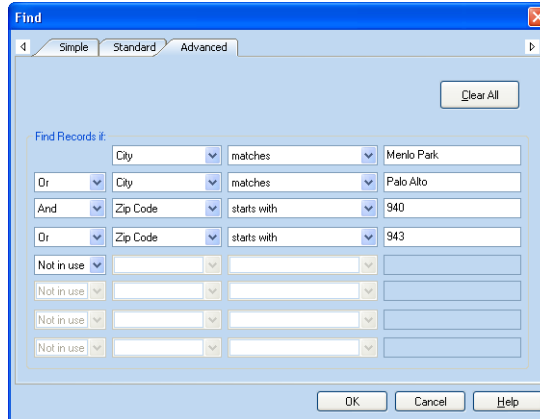 Find
Simple Standard Advanced
Clear All
Find Records if:
City matches Menlo Park
Or City matches Palo Alto
And Zip Code starts with 940
Or Zip Code starts with 943
Not in use
Not in use
Not in use
Not in use
OK Cancel Help